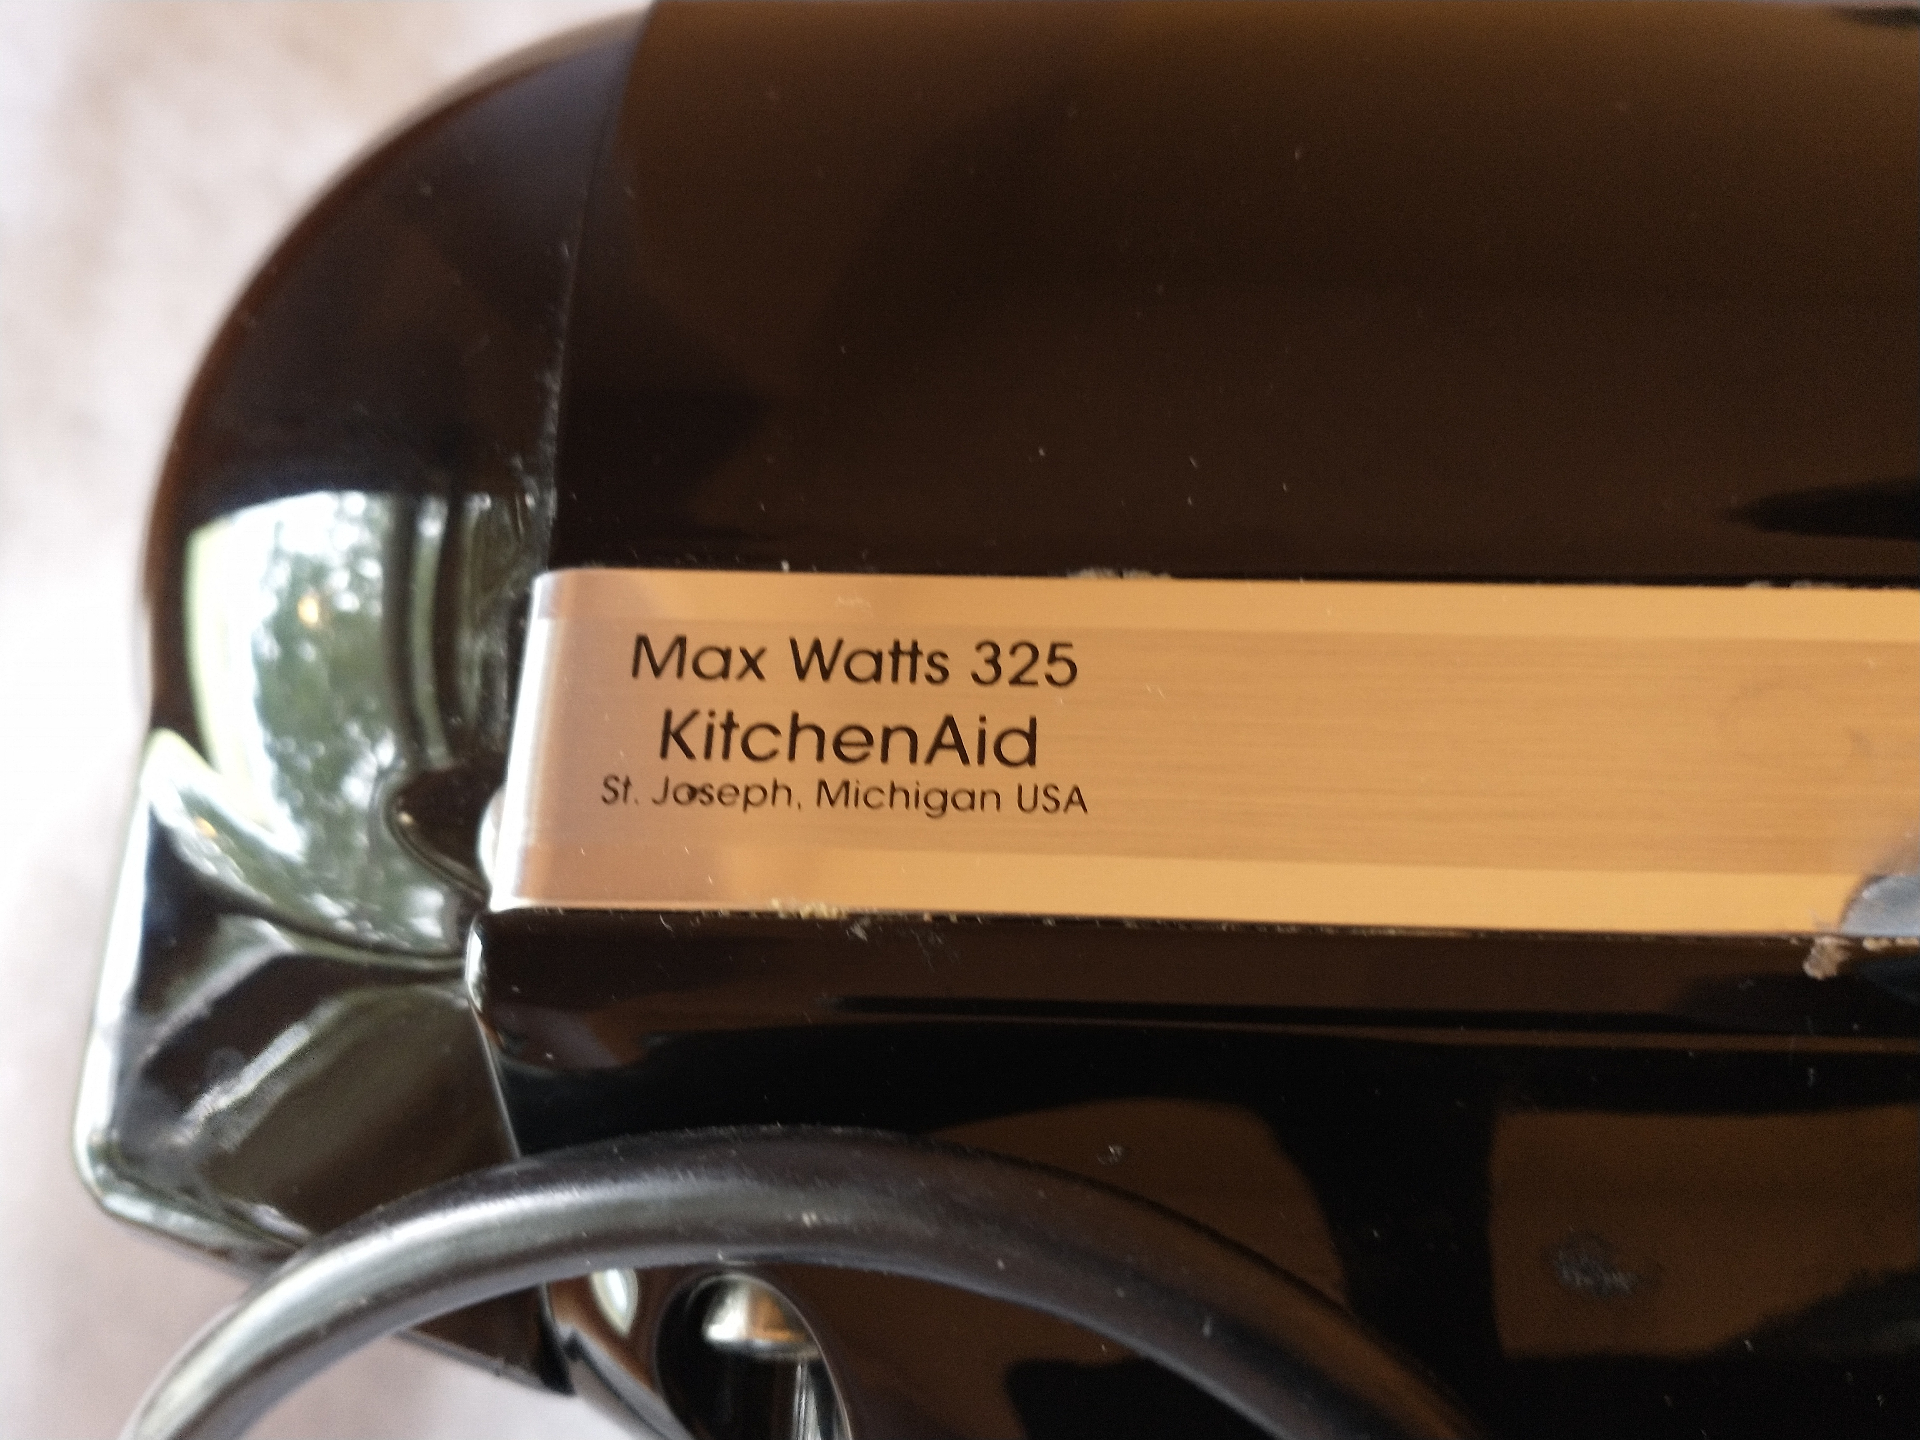 Max Watts 325
KitchenAid
St. Joseph, Michigan USA